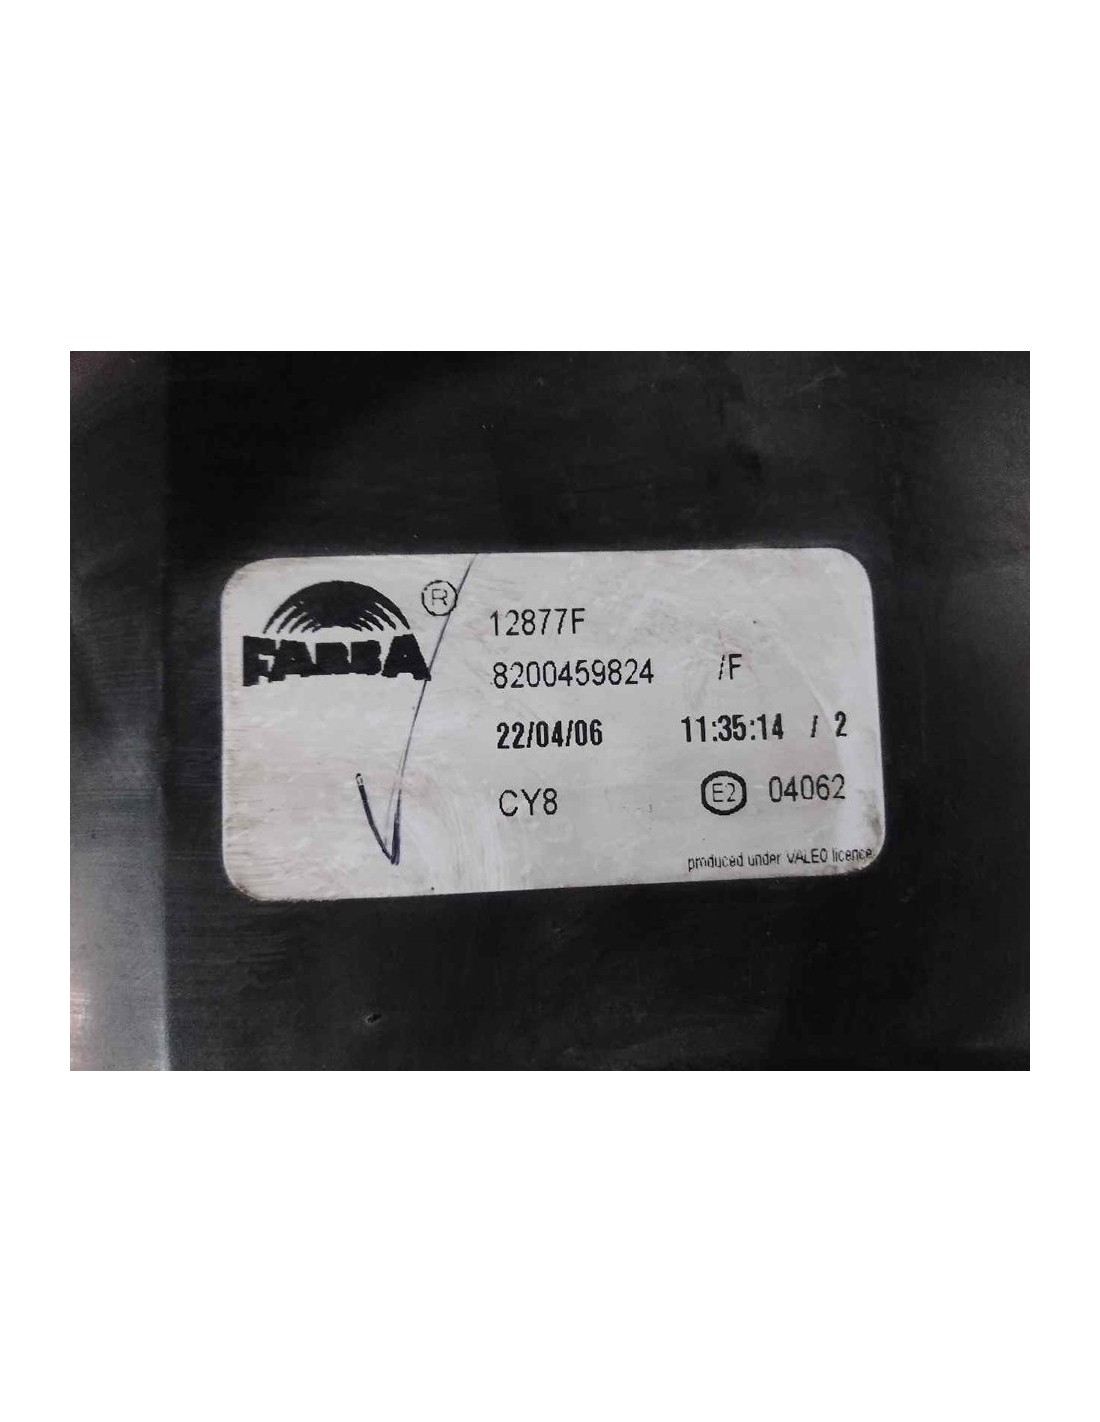 FARBA ®
12877F
8200459824 /F
22/04/06 11:35:14 / 2
CY8 E2 04062
produced under VALEO licence